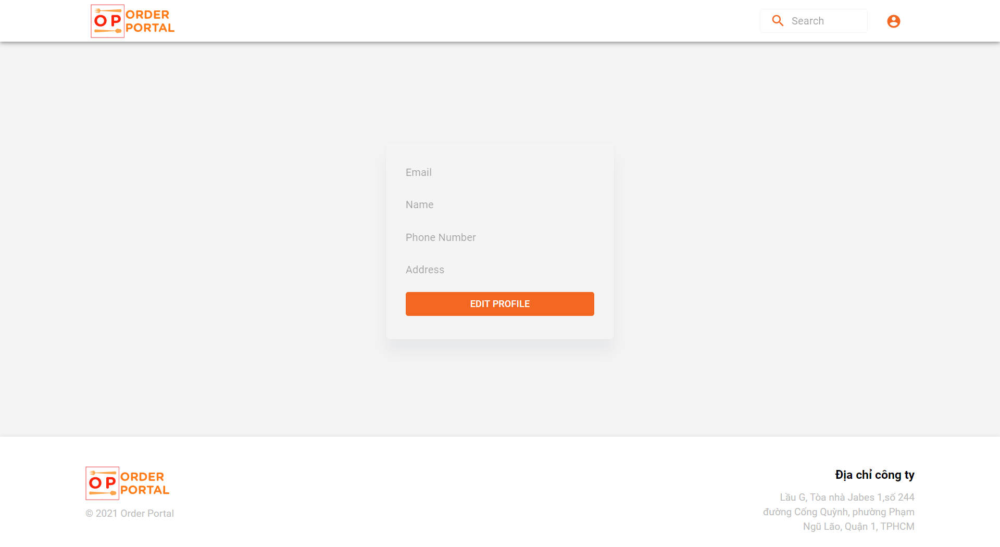 OP ORDER
PORTAL
Search
Email
Name
Phone Number
Address
EDIT PROFILE
OP ORDER
PORTAL
© 2021 Order Portal
Địa chỉ công ty
Lầu G, Tòa nhà Jabes 1,số 244
đường Cống Quỳnh, phường Phạm
Ngũ Lão, Quận 1, TPHCM